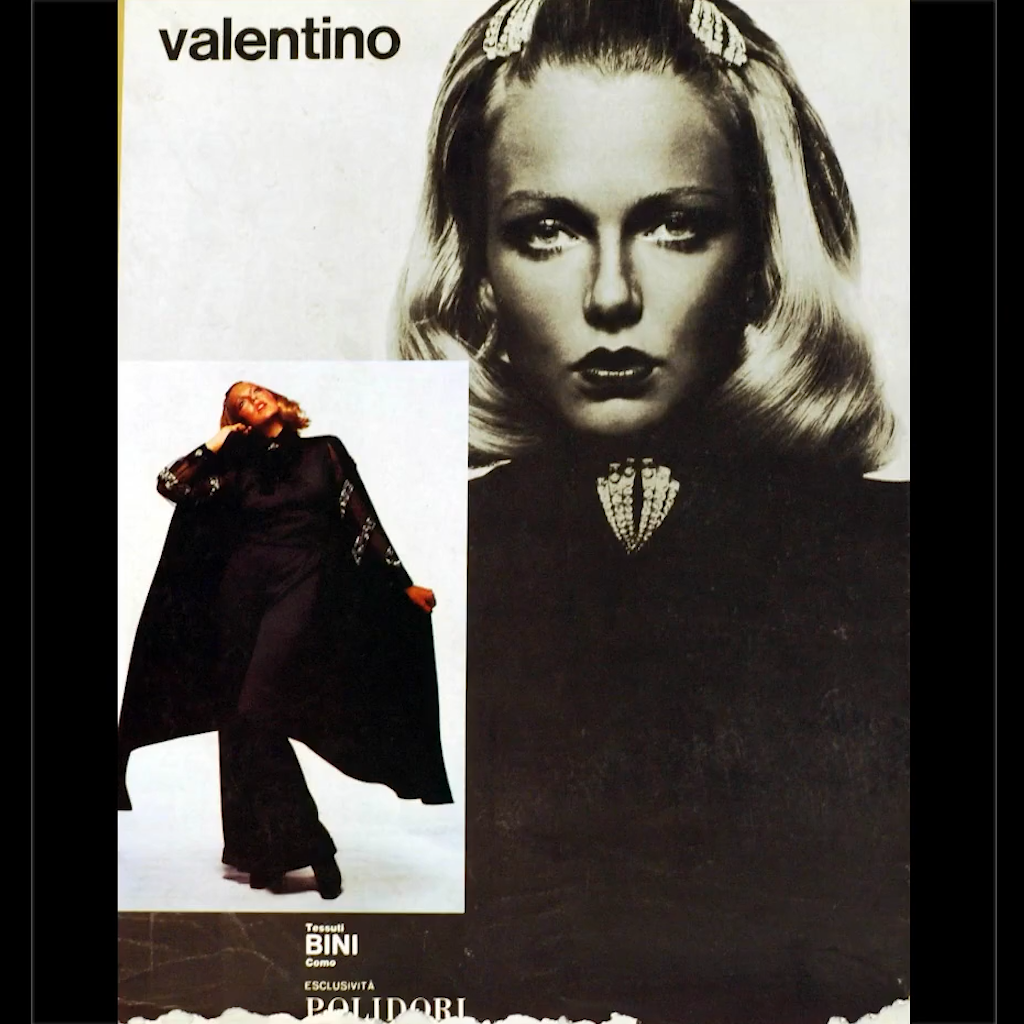 valentino
Tessuti
BINI
Como
ESCLUSIVITÀ
POLIDORI